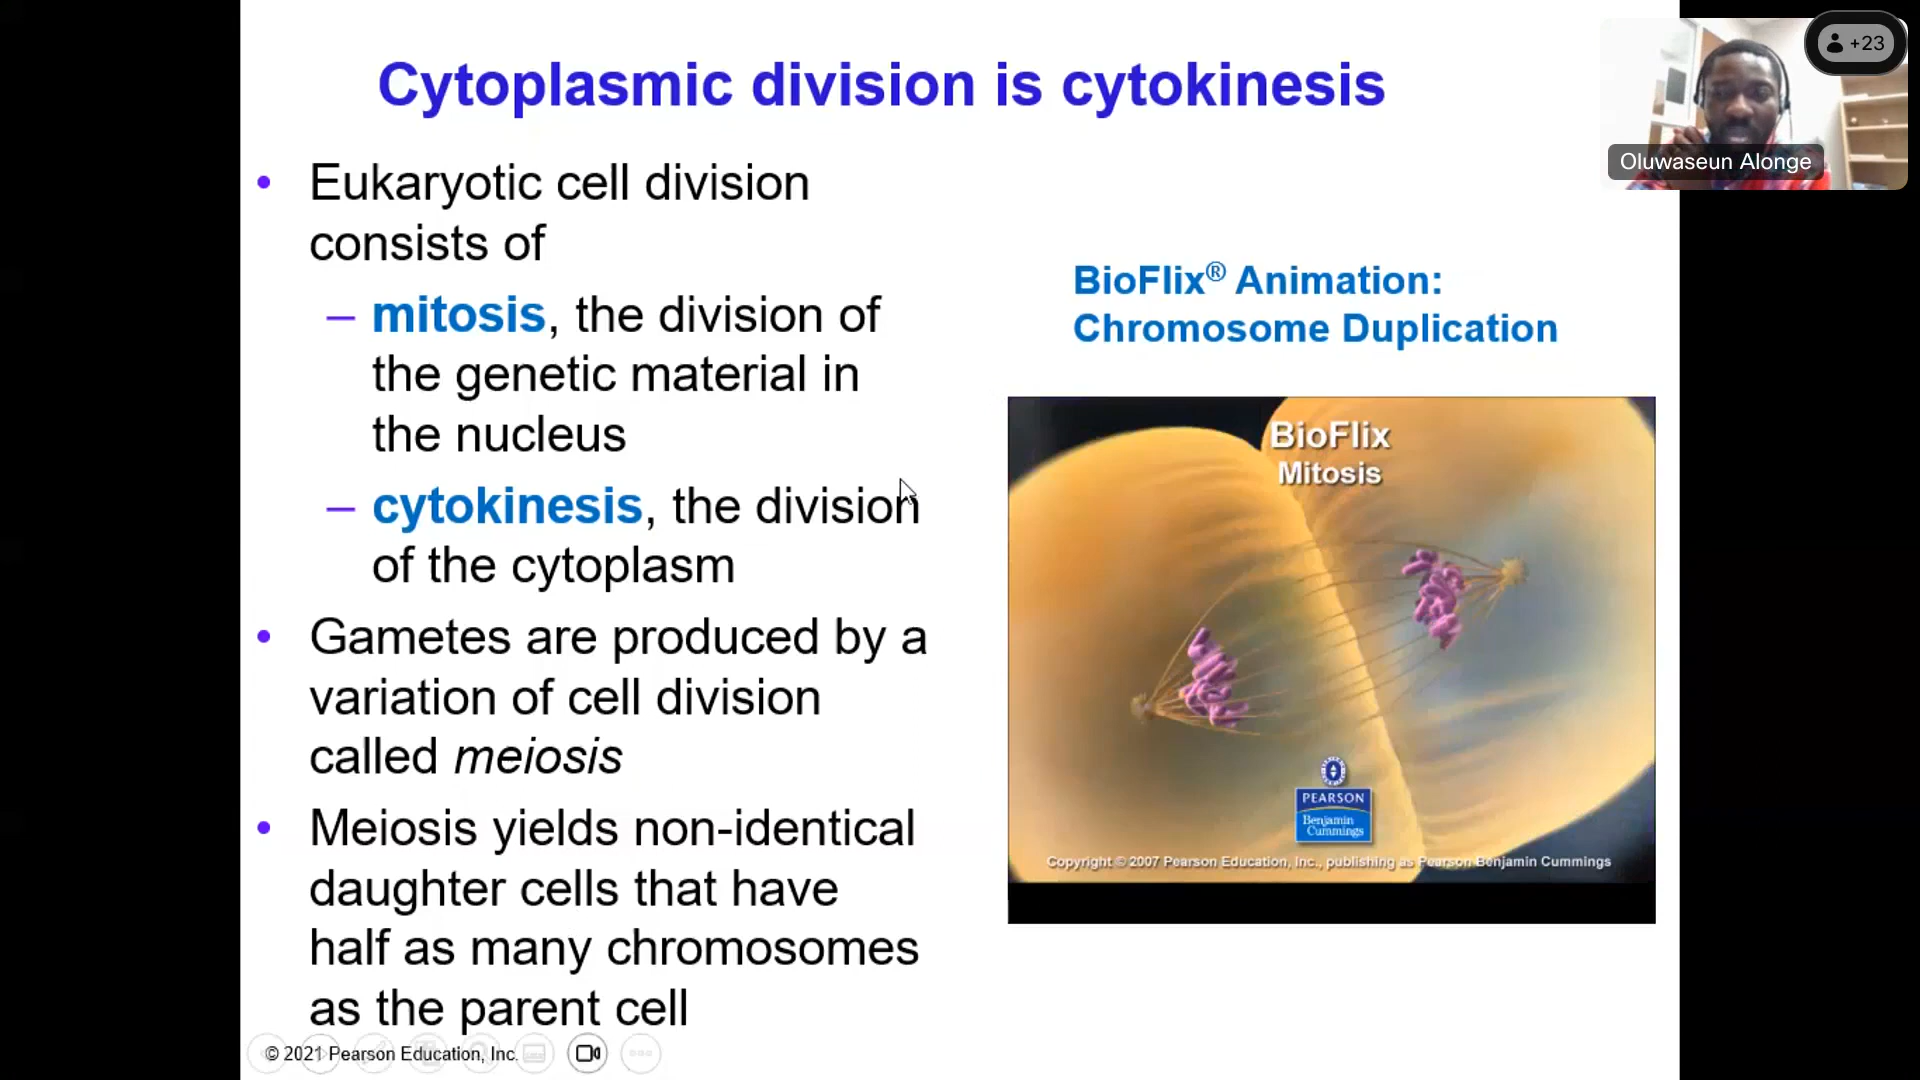 Cytoplasmic division is cytokinesis
+23
Oluwaseun Alonge
• Eukaryotic cell division
consists of
– mitosis, the division of
the genetic material in
the nucleus
– cytokinesis, the division
of the cytoplasm
• Gametes are produced by a
variation of cell division
called meiosis
• Meiosis yields non-identical
daughter cells that have
half as many chromosomes
as the parent cell
BioFlix® Animation:
Chromosome Duplication
BioFlix
Mitosis
PEARSON
Benjamin
Cummings
Copyright © 2007 Pearson Education, Inc., publishing as Pearson Benjamin Cummings
© 2021 Pearson Education, Inc.